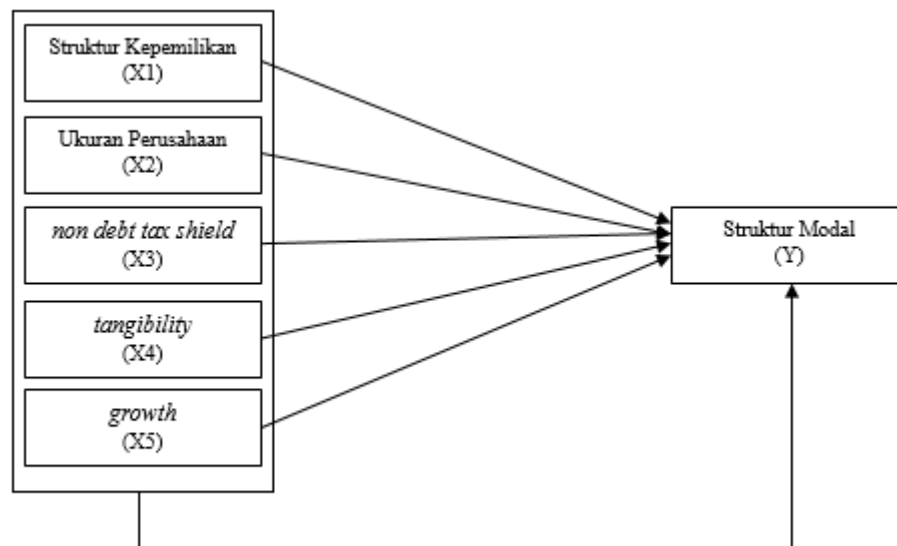 Struktur Kepemilikan
(X1)
Ukuran Perusahaan
(X2)
non debt tax shield
(X3)
tangibility
(X4)
growth
(X5)
Struktur Modal
(Y)